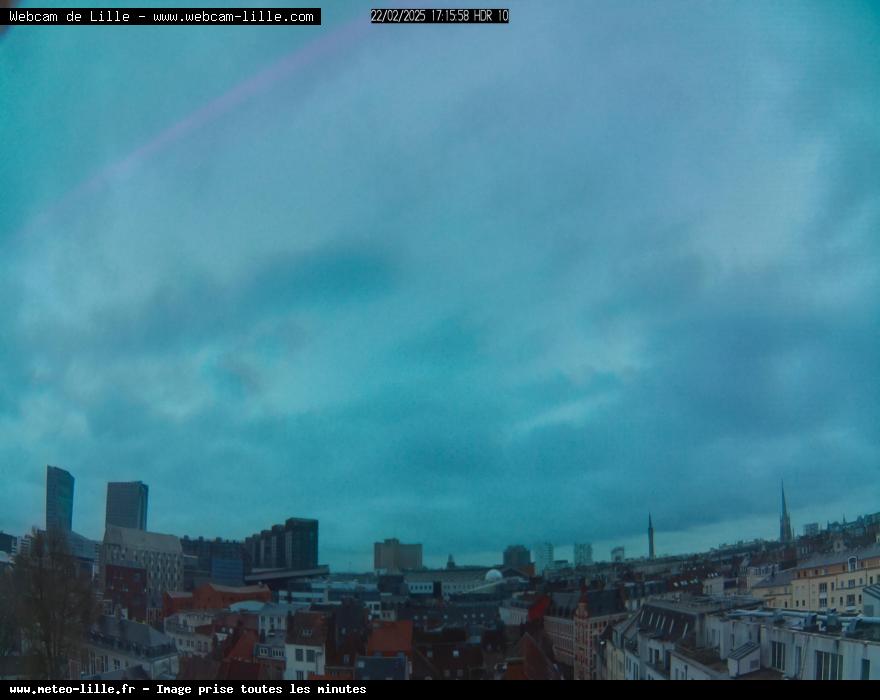 Webcam de Lille - www.webcam-lille.com
22/02/2025 17:15:58 HDR 10
www.meteo-lille.fr - Image prise toutes les minutes